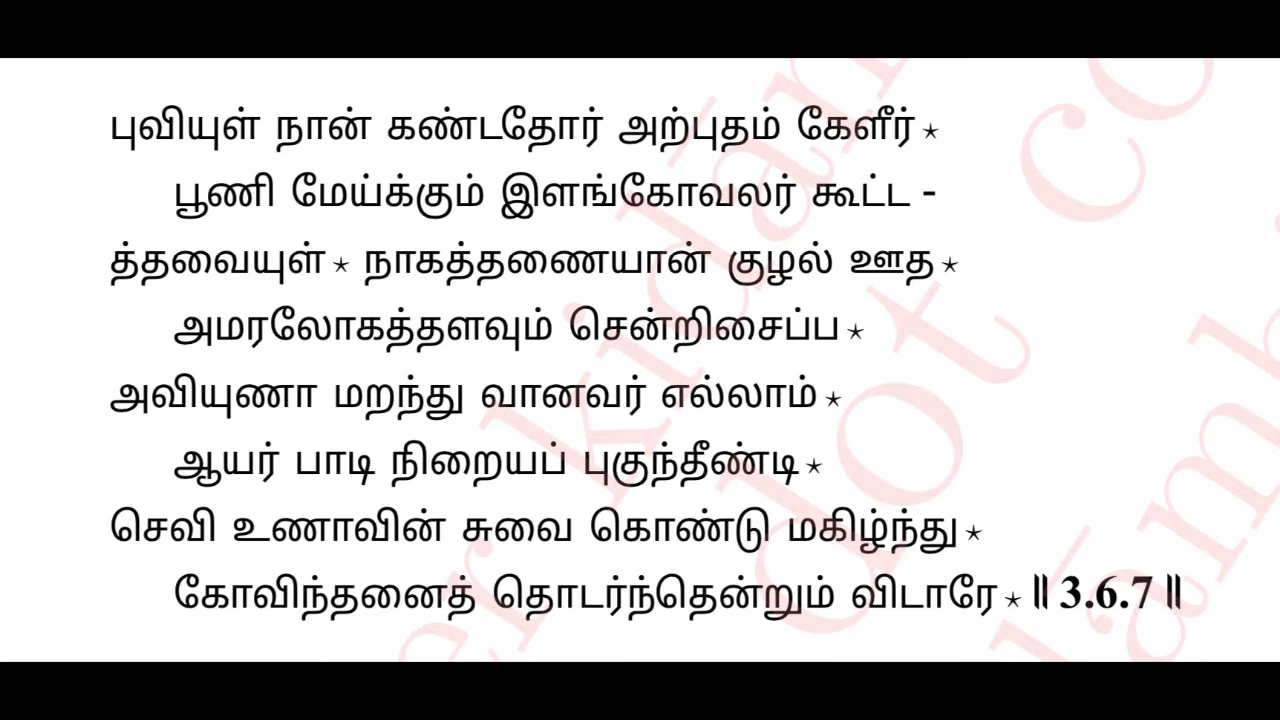 புவியுள் நான் கண்டதோர் அற்புதம் கேளீர்⋆
பூணி மேய்க்கும் இளங்கோவலர் கூட்ட -
த்தவையுள்⋆ நாகத்தணையான் குழல் ஊத⋆
அமரலோகத்தளவும் சென்றிசைப்ப⋆
அவியுணா மறந்து வானவர் எல்லாம்⋆
ஆயர் பாடி நிறையப் புகுந்தீண்டி⋆
செவி உணாவின் சுவை கொண்டு மகிழ்ந்து⋆
கோவிந்தனைத் தொடர்ந்தென்றும் விடாரே⋆ ॥ 3.6.7 ॥